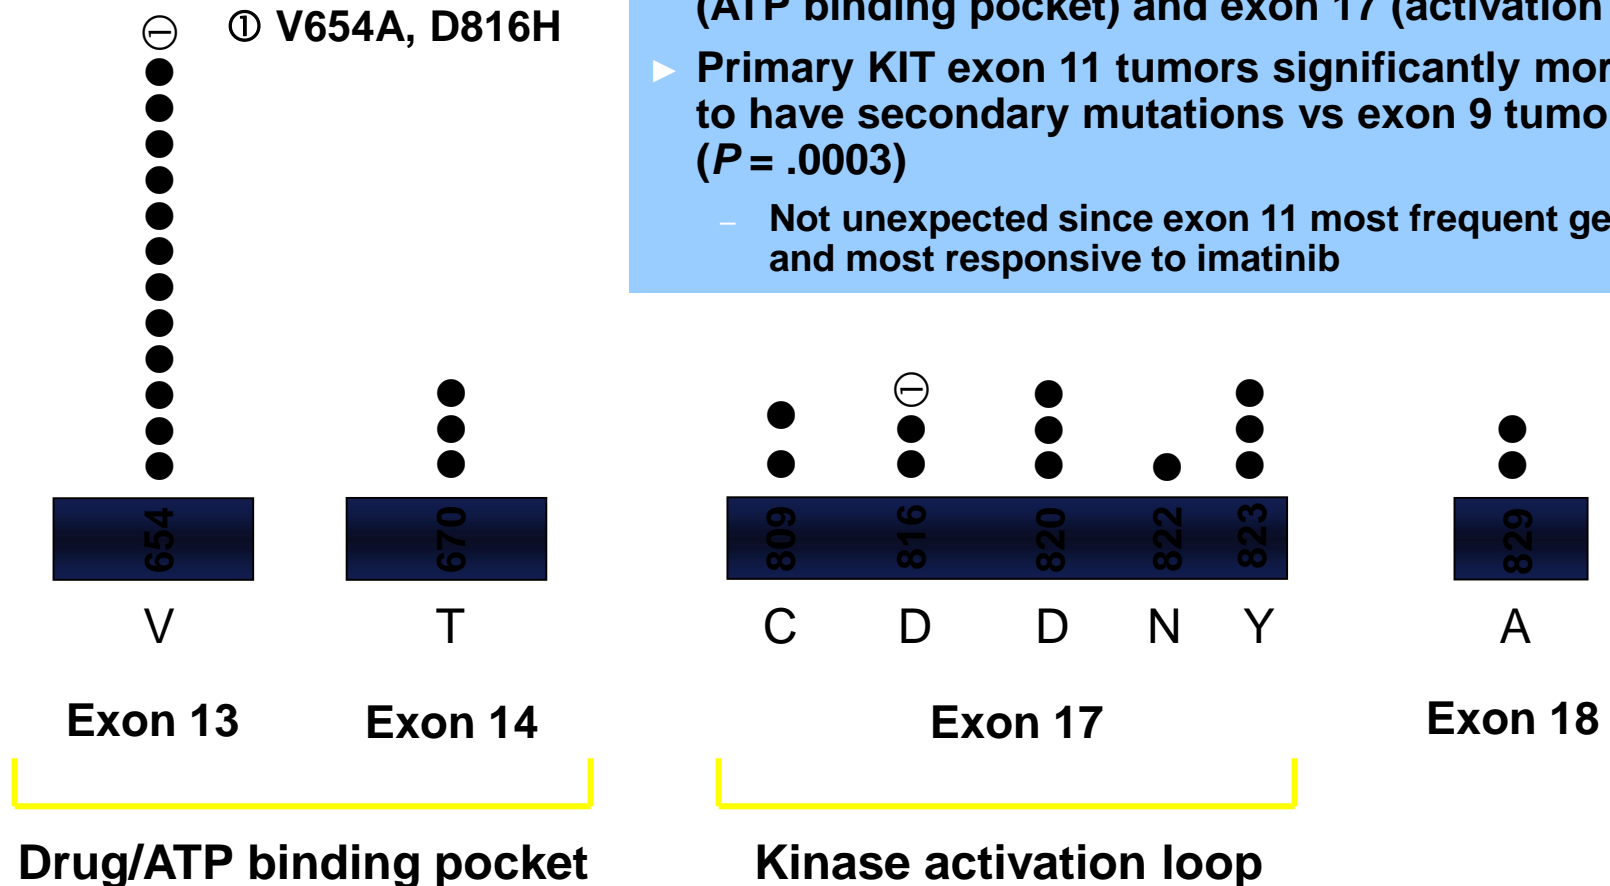 ① V654A, D816H
(ATP binding pocket) and exon 17 (activation
► Primary KIT exon 11 tumors significantly mor
to have secondary mutations vs exon 9 tumo
(P = .0003)
– Not unexpected since exon 11 most frequent ge
and most responsive to imatinib
①
①
654
670
809
816
820
822
823
829
V
T
C
D
D
N
Y
A
Exon 13
Exon 14
Exon 17
Exon 18
Drug/ATP binding pocket
Kinase activation loop